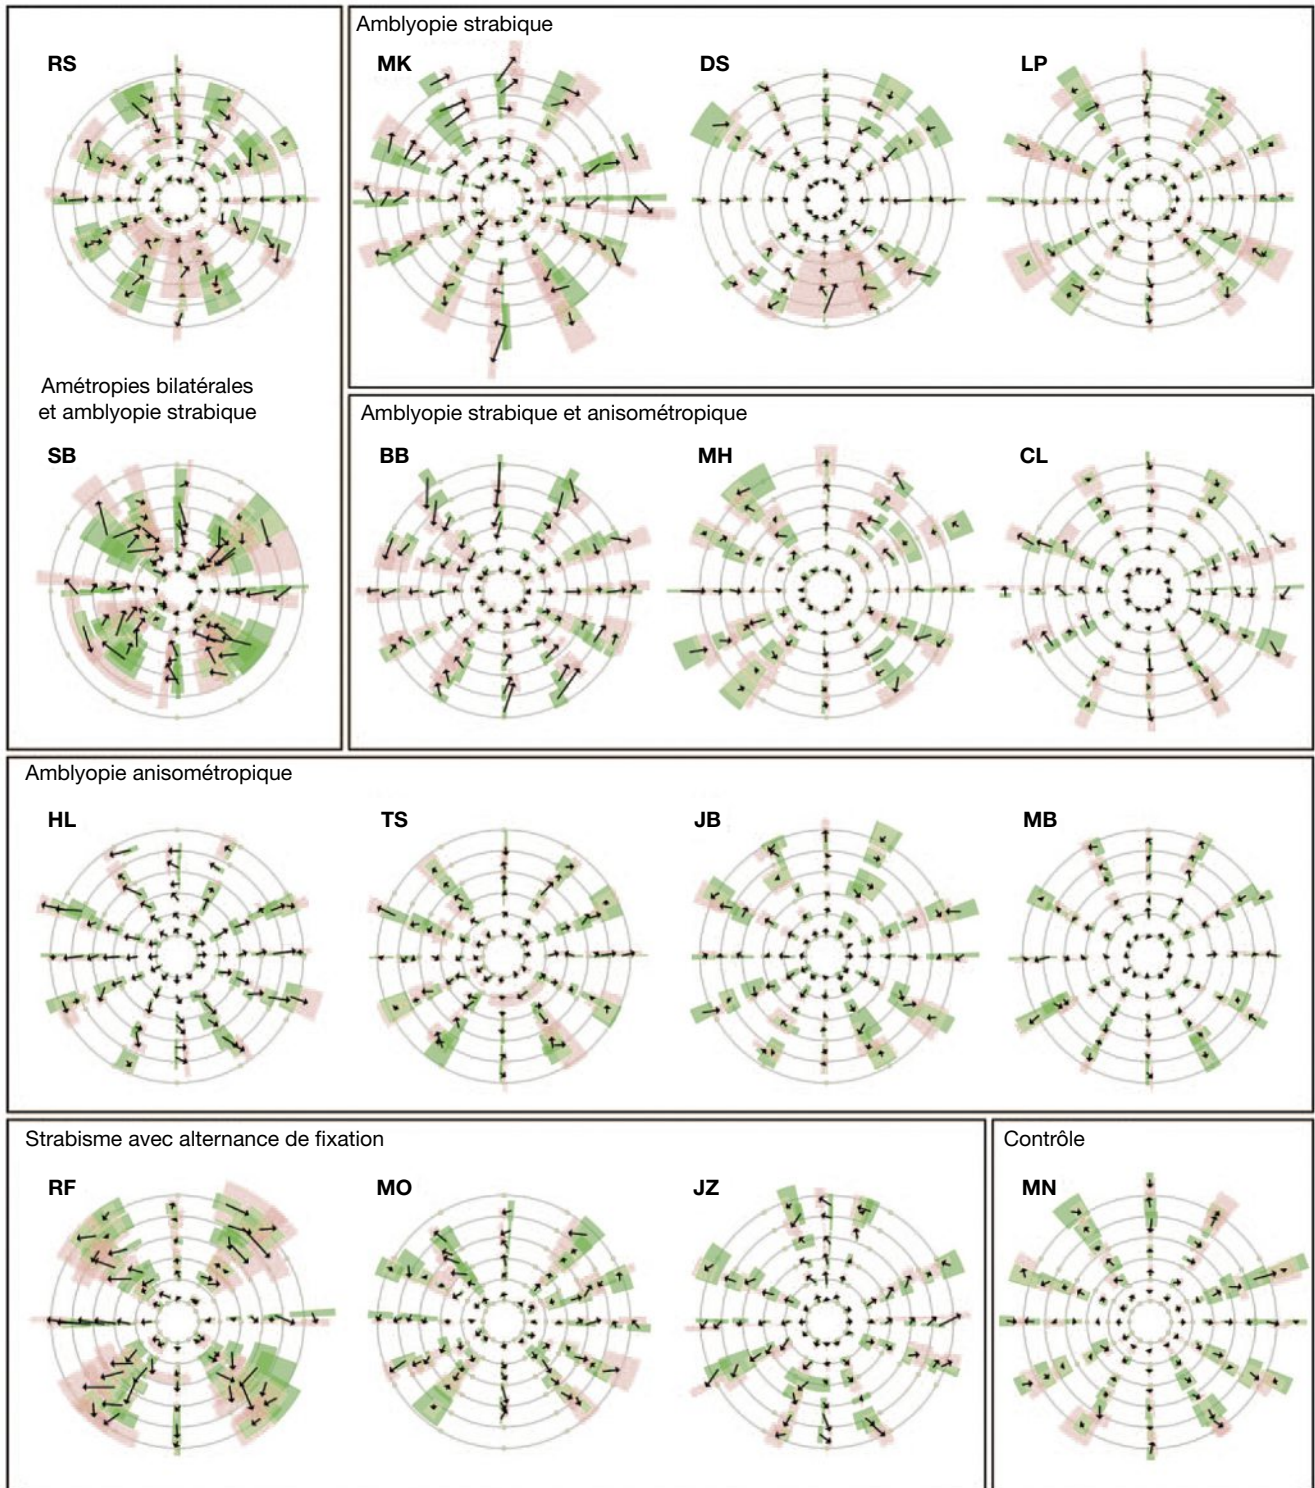 RS
Amétropies bilatérales
et amblyopie strabique
SB
Amblyopie strabique
MK
DS
LP
Amblyopie strabique et anisométropique
BB
MH
CL
Amblyopie anisométropique
HL
TS
JB
MB
Strabisme avec alternance de fixation
RF
MO
JZ
Contrôle
MN